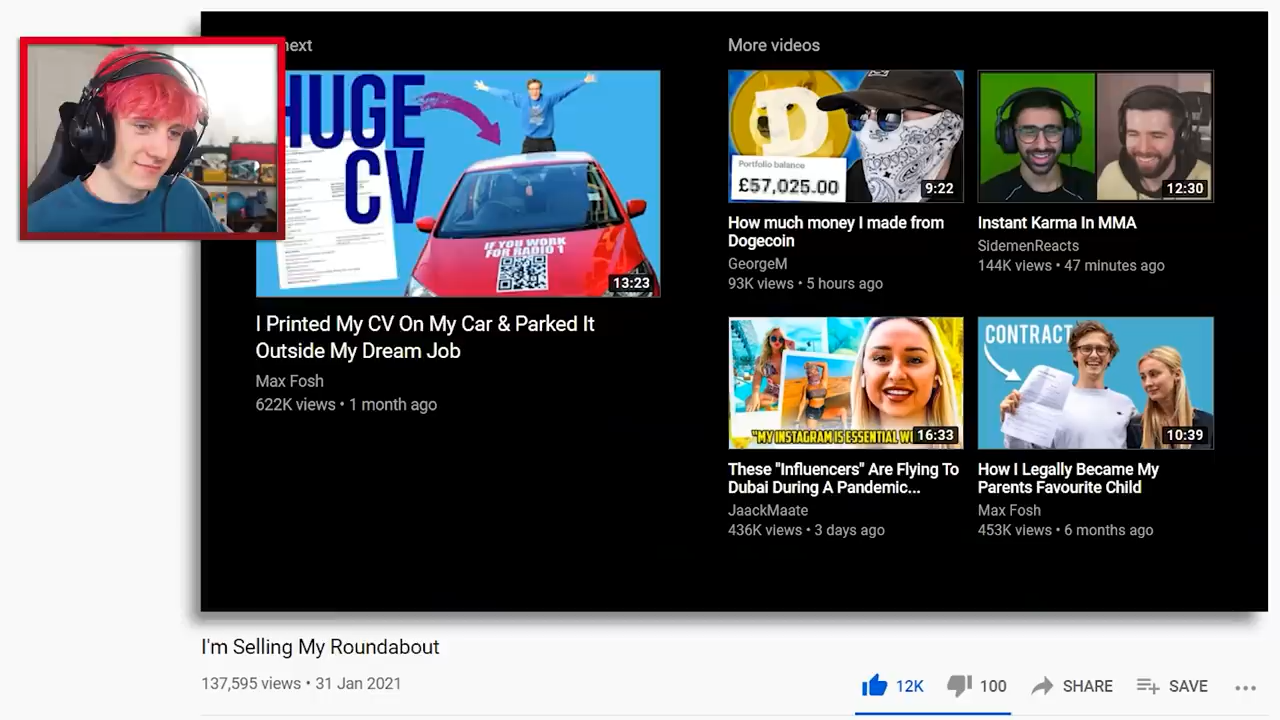 next
HUGE
CV
IF YOU WORK
FOR RADIO 1
13:23
I Printed My CV On My Car & Parked It
Outside My Dream Job
Max Fosh
622K views • 1 month ago
More videos
Portfolio balance
£57,025.00
9:22
How much money I made from
Dogecoin
GeorgeM
93K views • 5 hours ago
12:30
Instant Karma In MMA
SidemenReacts
144K views • 47 minutes ago
"MY INSTAGRAM IS ESSENTIAL
16:33
These "Influencers" Are Flying To
Dubai During A Pandemic...
JaackMaate
436K views • 3 days ago
CONTRACT
10:39
How I Legally Became My
Parents Favourite Child
Max Fosh
453K views • 6 months ago
I'm Selling My Roundabout
137,595 views • 31 Jan 2021
12K
100
SHARE
SAVE